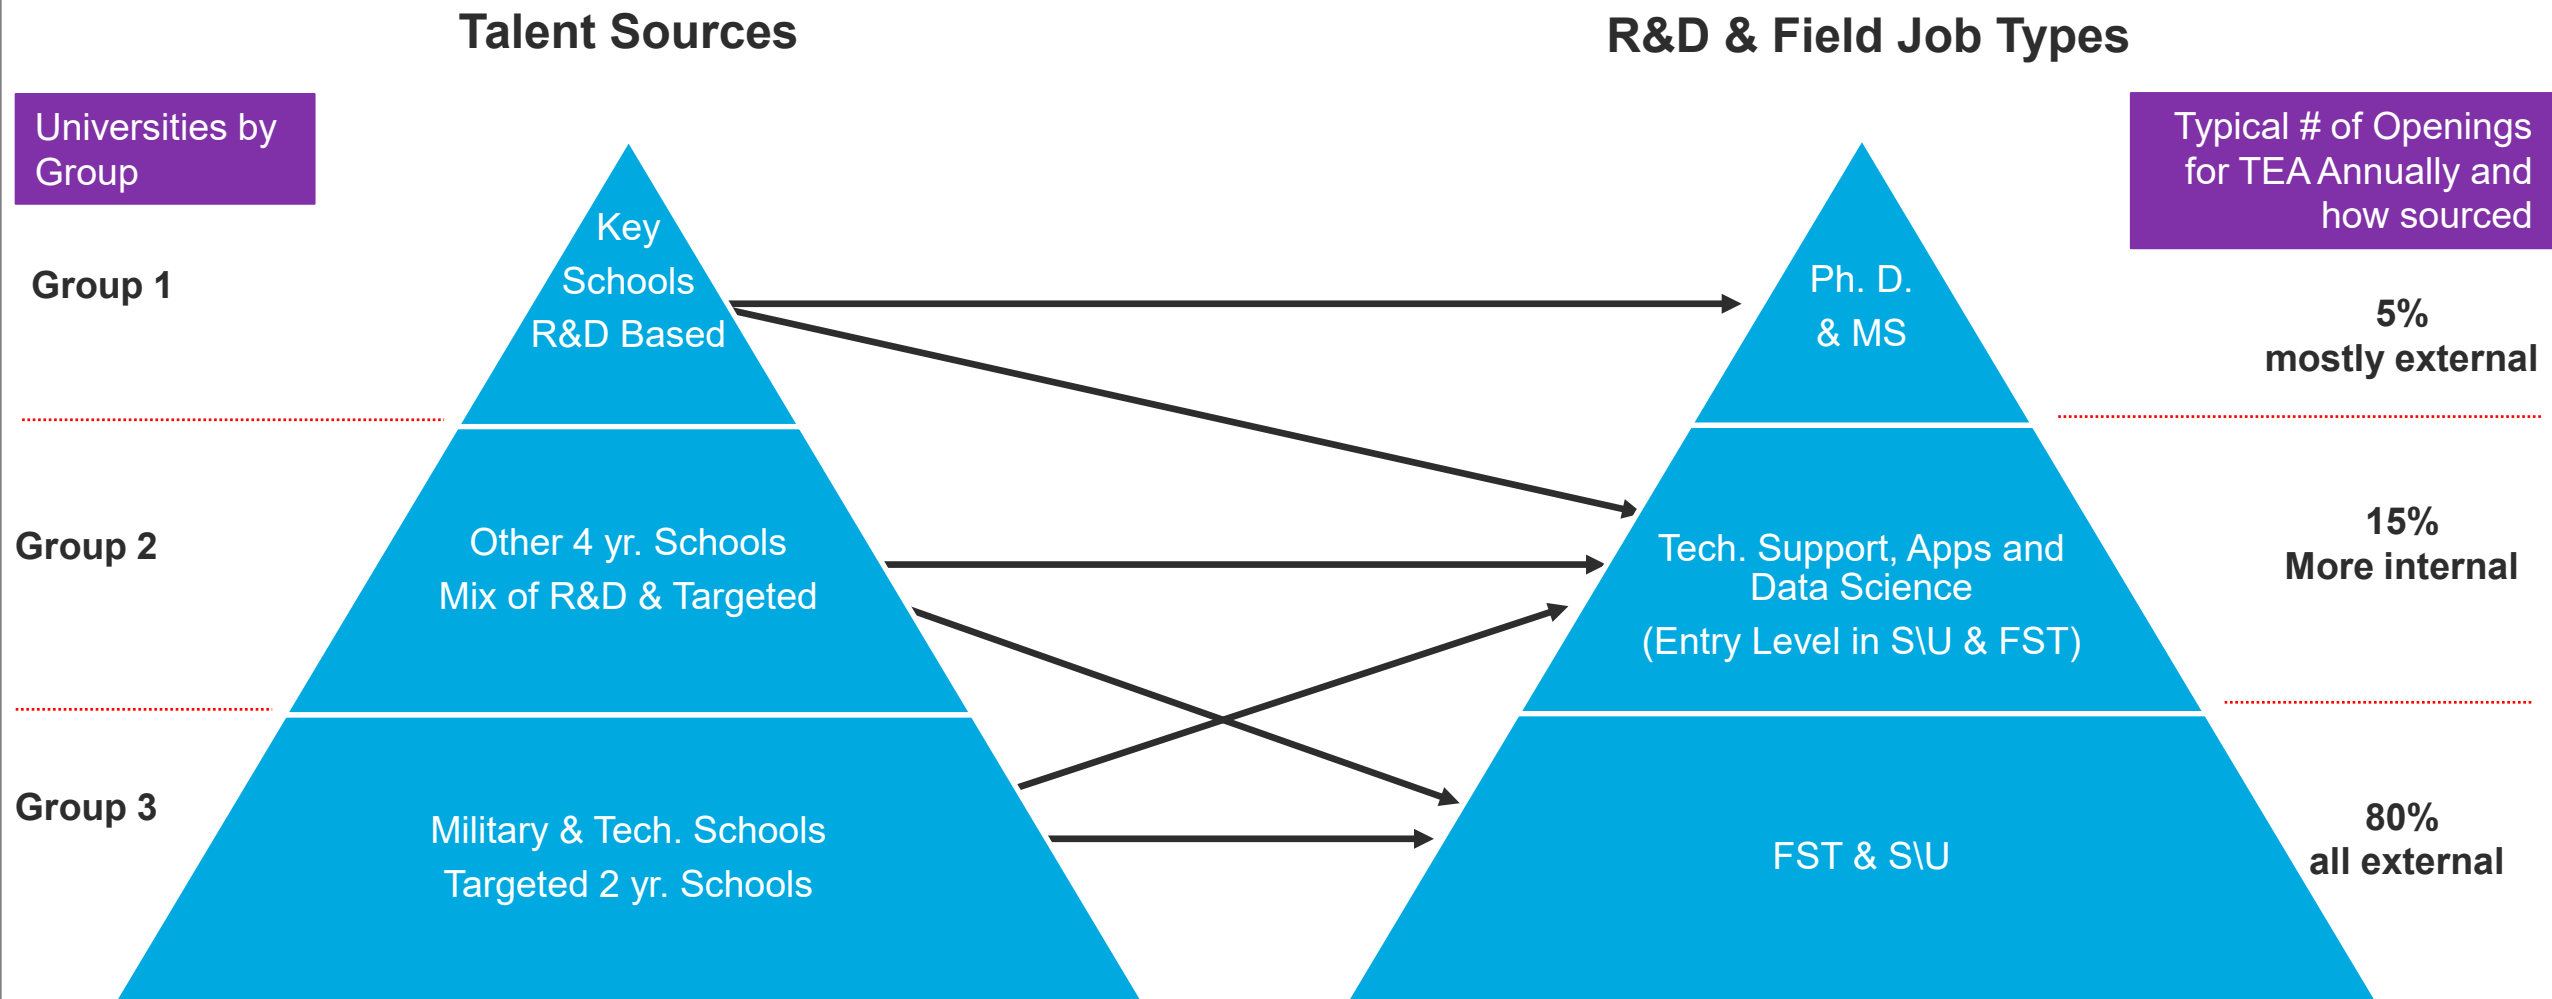 Talent Sources
R&D & Field Job Types
Universities by
Group
Typical # of Openings
for TEA Annually and
how sourced
Group 1
Key
Schools
R&D Based
Ph. D.
& MS
5%
mostly external
Group 2
Other 4 yr. Schools
Mix of R&D & Targeted
Tech. Support, Apps and
Data Science
(Entry Level in S\U & FST)
15%
More internal
Group 3
Military & Tech. Schools
Targeted 2 yr. Schools
FST & S\U
80%
all external